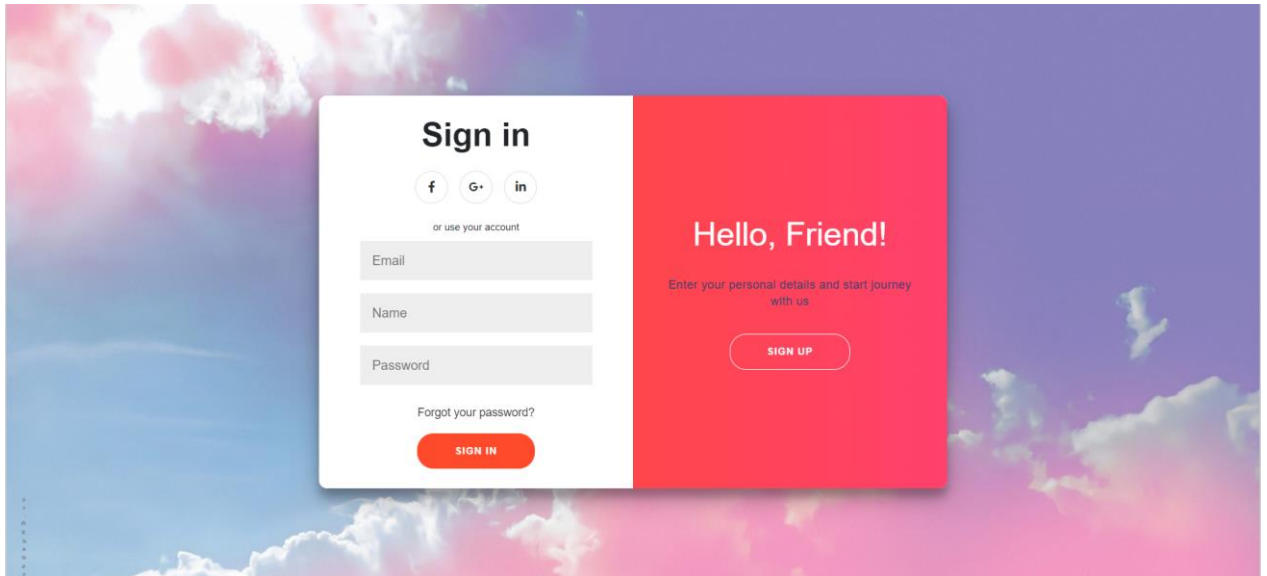 Sign in
f
G+
in
or use your account
Email
Name
Password
Forgot your password?
SIGN IN
Hello, Friend!
Enter your personal details and start journey
with us
SIGN UP